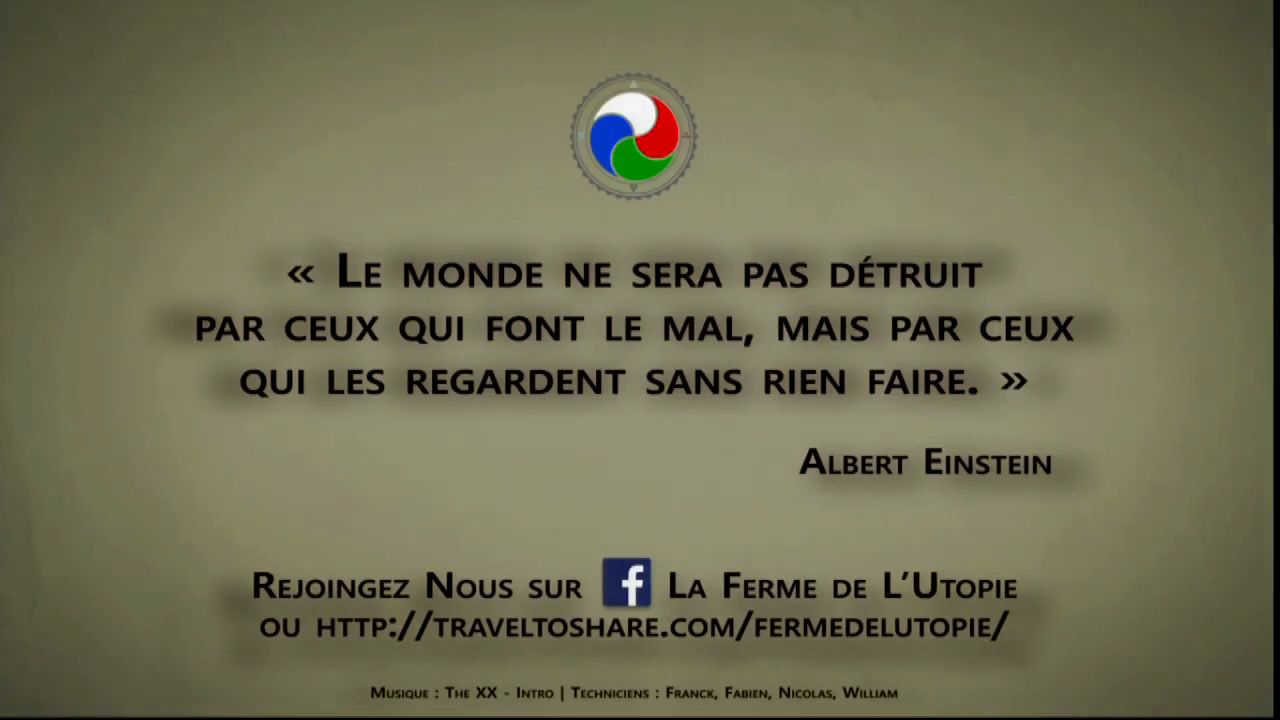 « Le monde ne sera pas détruit
par ceux qui font le mal, mais par ceux
qui les regardent sans rien faire. »
Albert Einstein
Rejoingez Nous sur f La Ferme de L’Utopie
ou http://traveltoshare.com/fermedelutopie/
Musique : The XX - Intro | Techniciens : Franck, Fabien, Nicolas, William